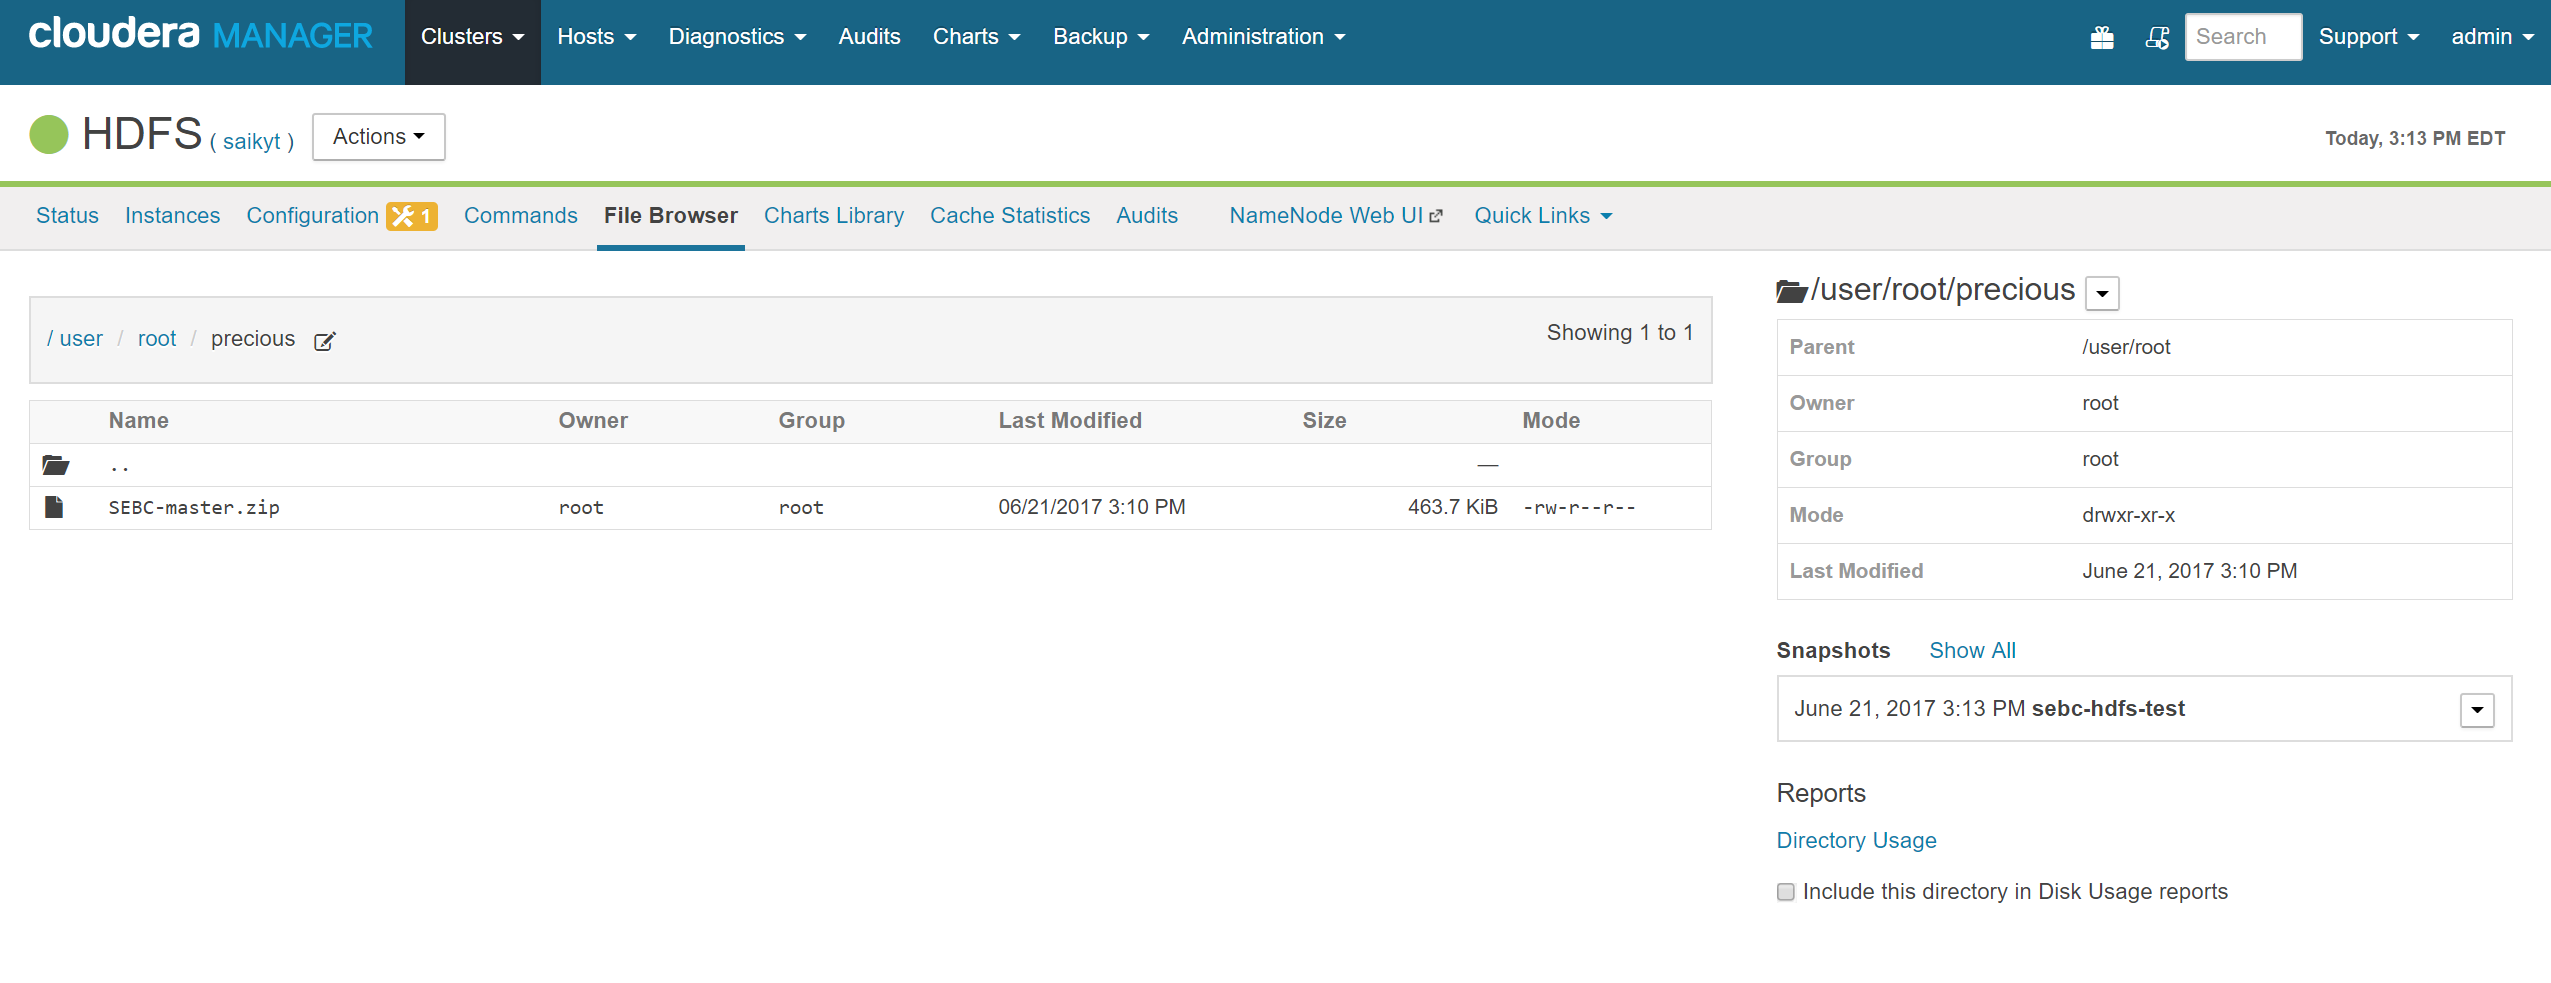 cloudera MANAGER Clusters Hosts Diagnostics Audits Charts Backup Administration Search Support admin
HDFS ( saikyt ) Actions Today, 3:13 PM EDT
Status Instances Configuration 1 Commands File Browser Charts Library Cache Statistics Audits NameNode Web UI Quick Links
/ user / root / precious Showing 1 to 1
Name Owner Group Last Modified Size Mode
.. —
SEBC-master.zip root root 06/21/2017 3:10 PM 463.7 KiB -rw-r--r--
/user/root/precious
Parent /user/root
Owner root
Group root
Mode drwxr-xr-x
Last Modified June 21, 2017 3:10 PM
Snapshots Show All
June 21, 2017 3:13 PM sebc-hdfs-test
Reports
Directory Usage
Include this directory in Disk Usage reports